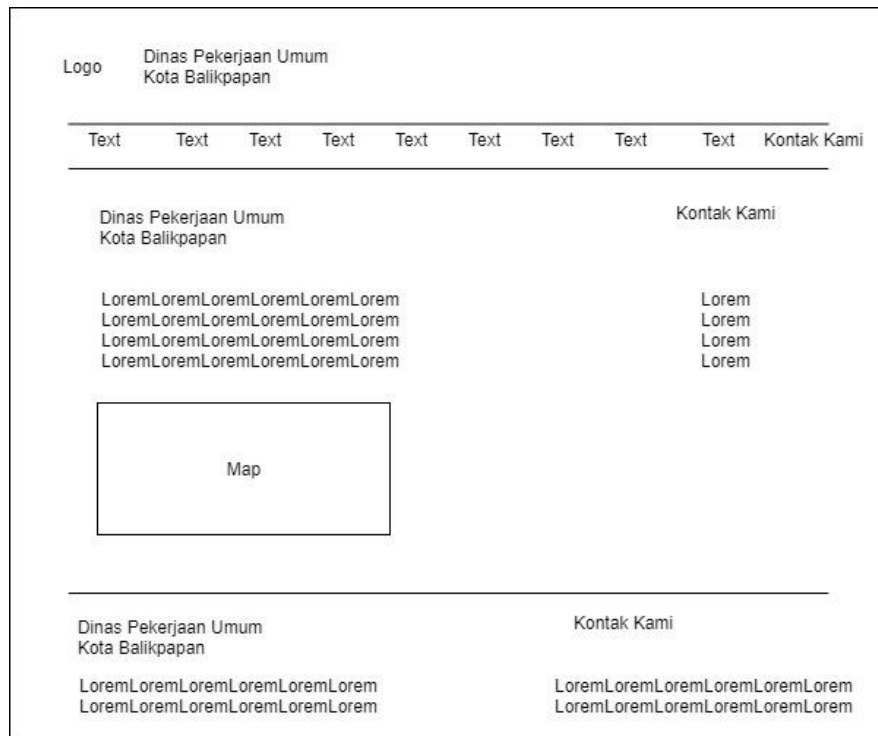 Logo
Dinas Pekerjaan Umum
Kota Balikpapan
Text Text Text Text Text Text Text Text Text Kontak Kami
Dinas Pekerjaan Umum
Kota Balikpapan
Kontak Kami
LoremLoremLoremLoremLoremLorem
LoremLoremLoremLoremLoremLorem
LoremLoremLoremLoremLoremLorem
LoremLoremLoremLoremLoremLorem
Lorem
Lorem
Lorem
Lorem
Map
Dinas Pekerjaan Umum
Kota Balikpapan
LoremLoremLoremLoremLoremLorem
LoremLoremLoremLoremLoremLorem
Kontak Kami
LoremLoremLoremLoremLoremLorem
LoremLoremLoremLoremLoremLorem